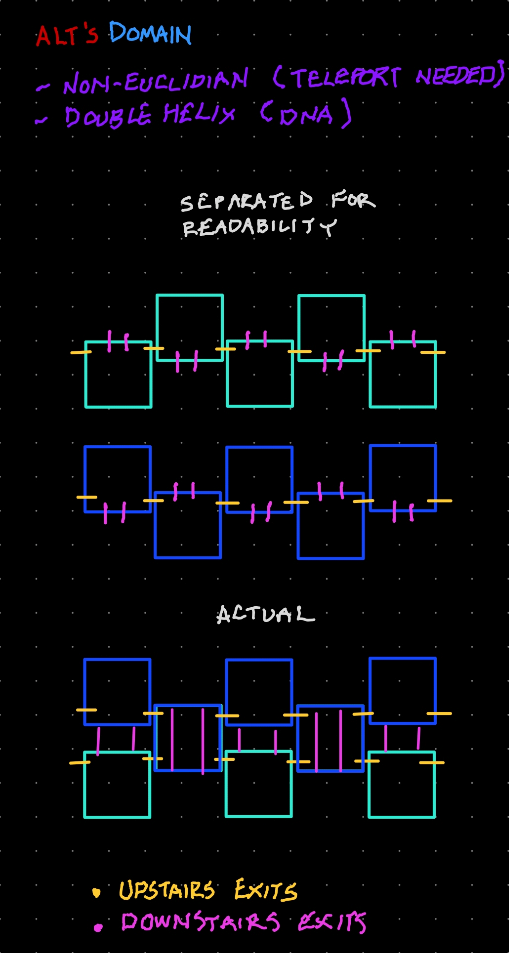 ALT's DOMAIN
~ NON-EUCLIDIAN (TELEPORT NEEDED)
~ DOUBLE HELIX (DNA)
SEPARATED FOR
READABILITY
ACTUAL
• UPSTAIRS EXITS
• DOWNSTAIRS EXITS